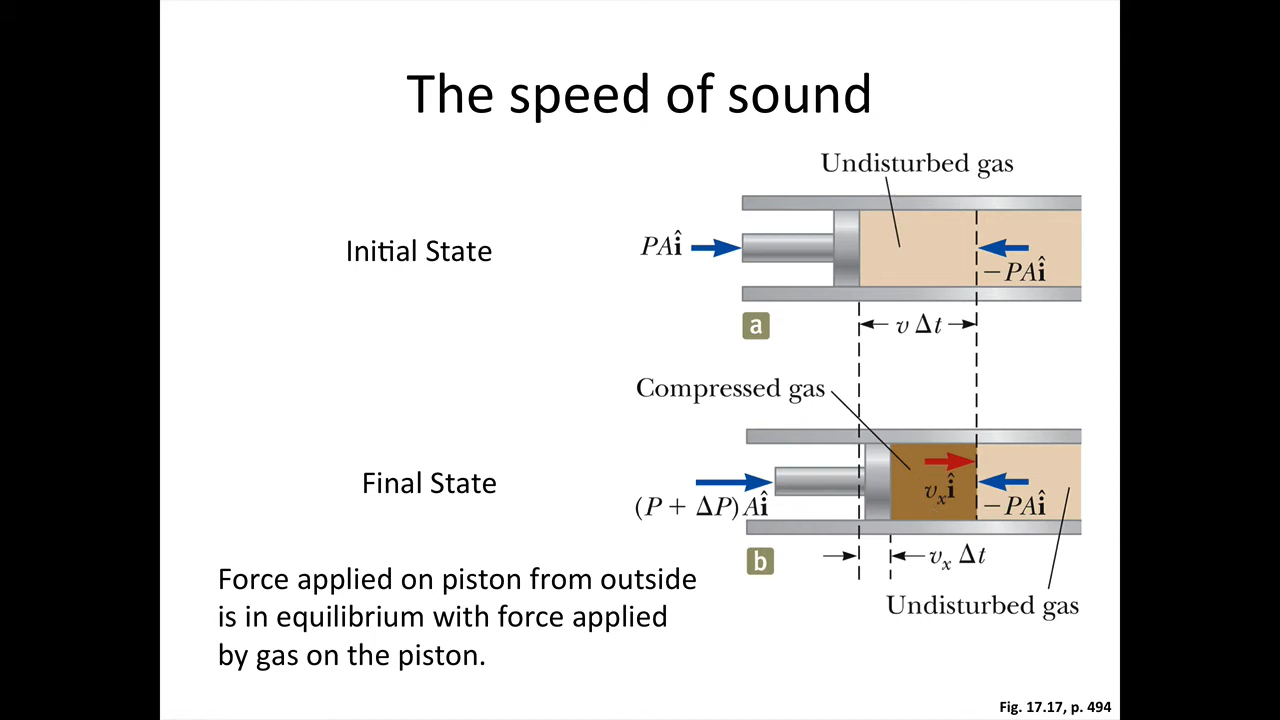 The speed of sound
Undisturbed gas
Initial State
PAî
−PAî
a
v Δt
Compressed gas
Final State
(P + ΔP)Aî
vₓî
−PAî
b
vₓ Δt
Force applied on piston from outside
is in equilibrium with force applied
by gas on the piston.
Undisturbed gas
Fig. 17.17, p. 494